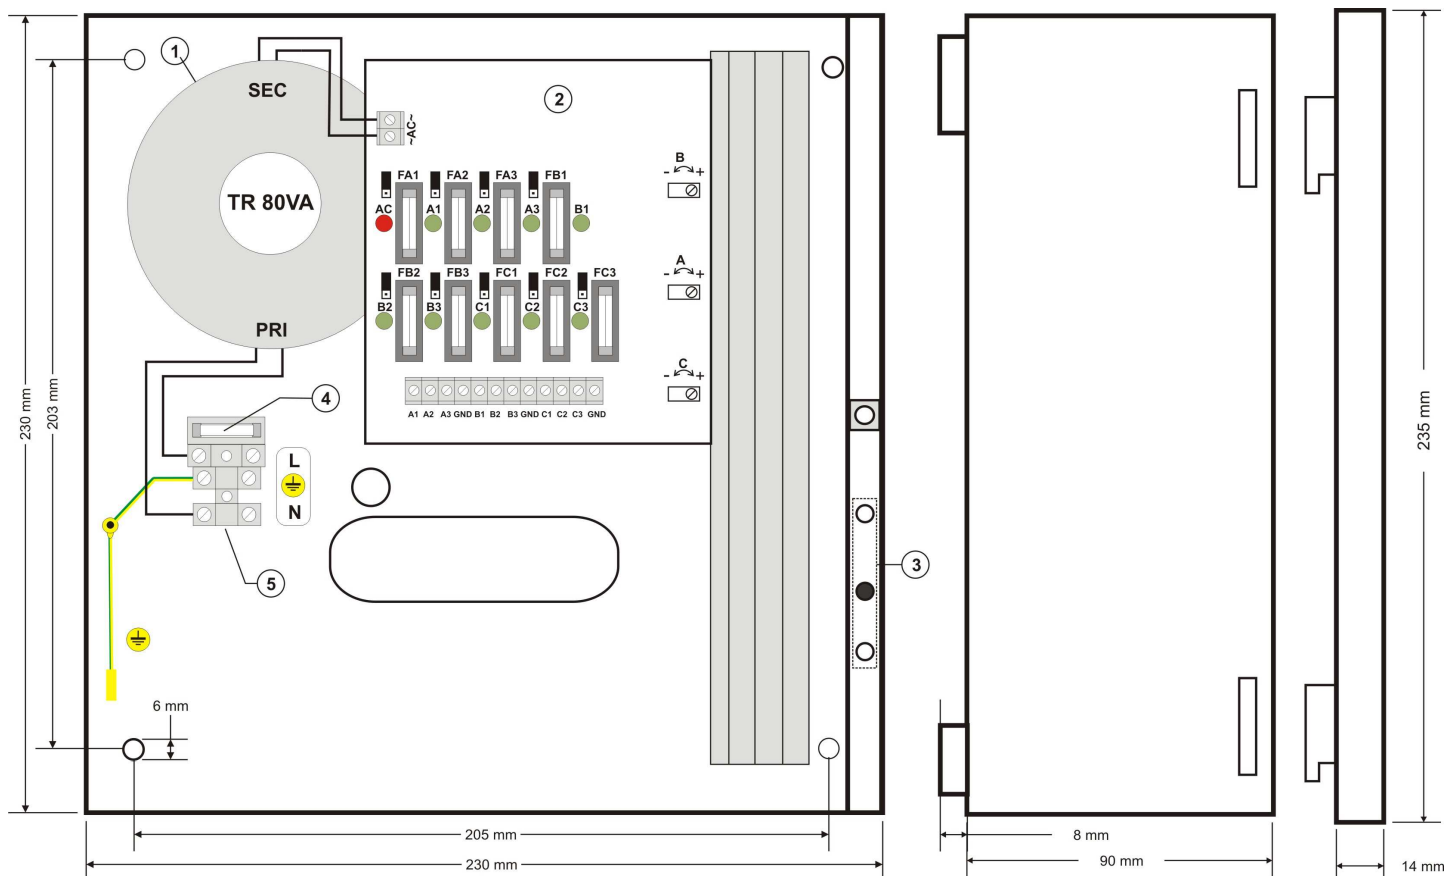 1
SEC
TR 80VA
PRI
2
~AC~
FA1 FA2 FA3 FB1
AC A1 A2 A3 B1
FB2 FB3 FC1 FC2 FC3
B2 B3 C1 C2 C3
A1 A2 A3 GND B1 B2 B3 GND C1 C2 C3 GND
B
- +
A
- +
C
- +
4
L
N
5
3
230 mm
203 mm
6 mm
205 mm
230 mm
8 mm
90 mm
235 mm
14 mm